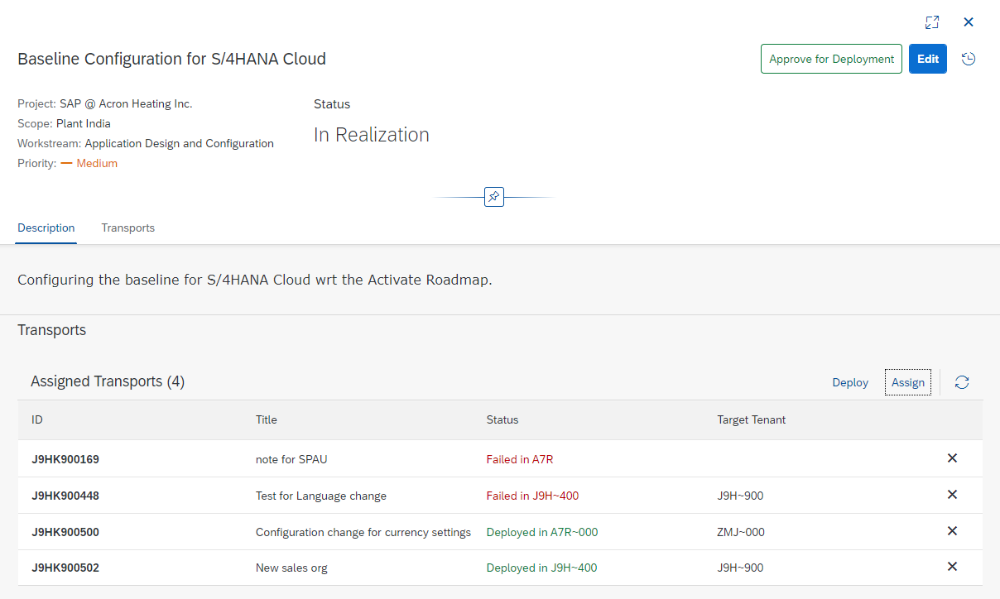 Baseline Configuration for S/4HANA Cloud
Approve for Deployment Edit
Project: SAP @ Acron Heating Inc.
Scope: Plant India
Workstream: Application Design and Configuration
Priority: Medium
Status
In Realization
Description Transports
Configuring the baseline for S/4HANA Cloud wrt the Activate Roadmap.
Transports
Assigned Transports (4) Deploy Assign
ID Title Status Target Tenant
J9HK900169 note for SPAU Failed in A7R
J9HK900448 Test for Language change Failed in J9H~400 J9H~900
J9HK900500 Configuration change for currency settings Deployed in A7R~000 ZMJ~000
J9HK900502 New sales org Deployed in J9H~400 J9H~900